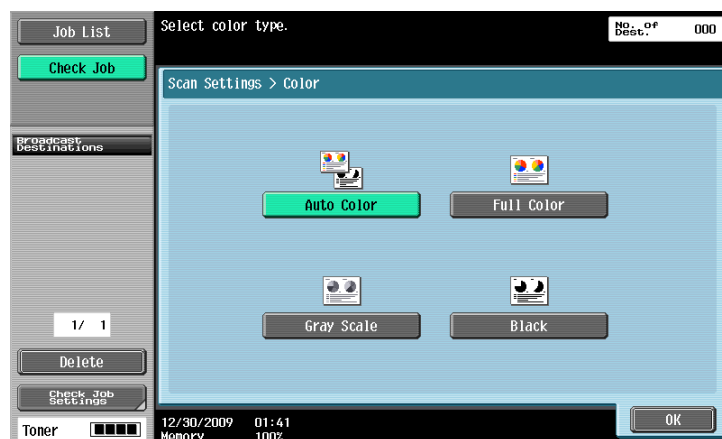 Job List
Check Job
Broadcast
Destinations
1/ 1
Delete
Check Job
Settings
Toner
Select color type.
No. of
Dest.
000
Scan Settings > Color
Auto Color
Full Color
Gray Scale
Black
12/30/2009 01:41
Memory 100%
OK